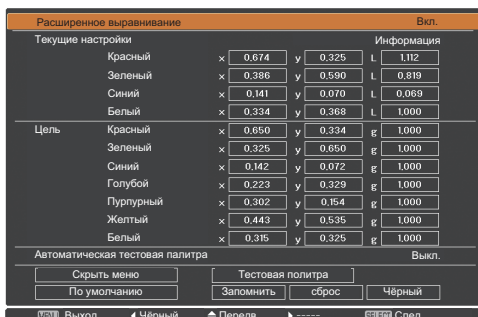 Расширенное выравнивание Вкл.
Текущие настройки Информация
Красный x 0,674 y 0,325 L 1,112
Зеленый x 0,386 y 0,590 L 0,819
Синий x 0,141 y 0,070 L 0,069
Белый x 0,334 y 0,368 L 1,000
Цель Красный x 0,650 y 0,334 g 1,000
Зеленый x 0,325 y 0,650 g 1,000
Синий x 0,142 y 0,072 g 1,000
Голубой x 0,223 y 0,329 g 1,000
Пурпурный x 0,302 y 0,154 g 1,000
Желтый x 0,443 y 0,535 g 1,000
Белый x 0,315 y 0,325 g 1,000
Автоматическая тестовая палитра Выкл.
Скрыть меню Тестовая политра
По умолчанию Запомнить сброс Чёрный
MENU Выход Чёрный Передв ----- SELECT След